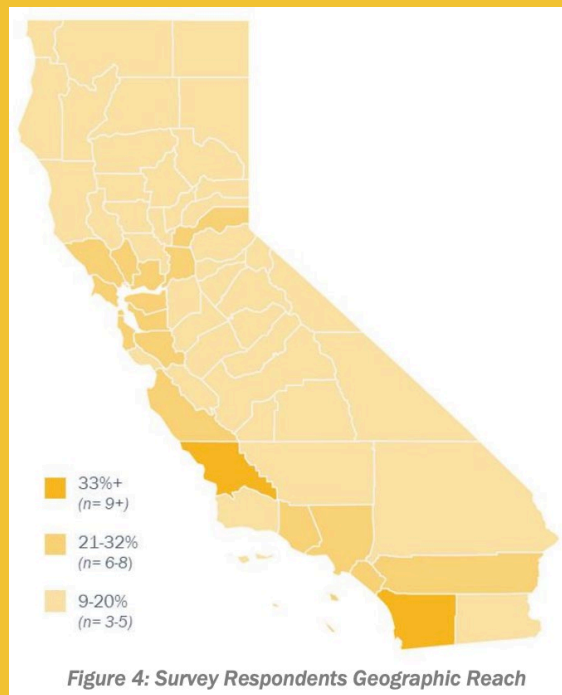 33%+
(n= 9+)
21-32%
(n= 6-8)
9-20%
(n= 3-5)
Figure 4: Survey Respondents Geographic Reach